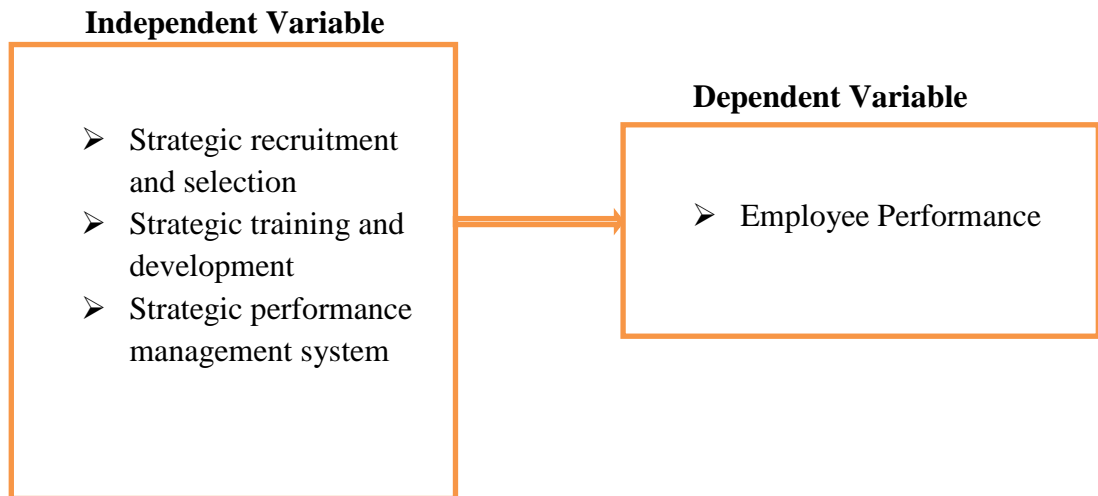 Independent Variable
➢ Strategic recruitment
and selection
➢ Strategic training and
development
➢ Strategic performance
management system
Dependent Variable
➢ Employee Performance